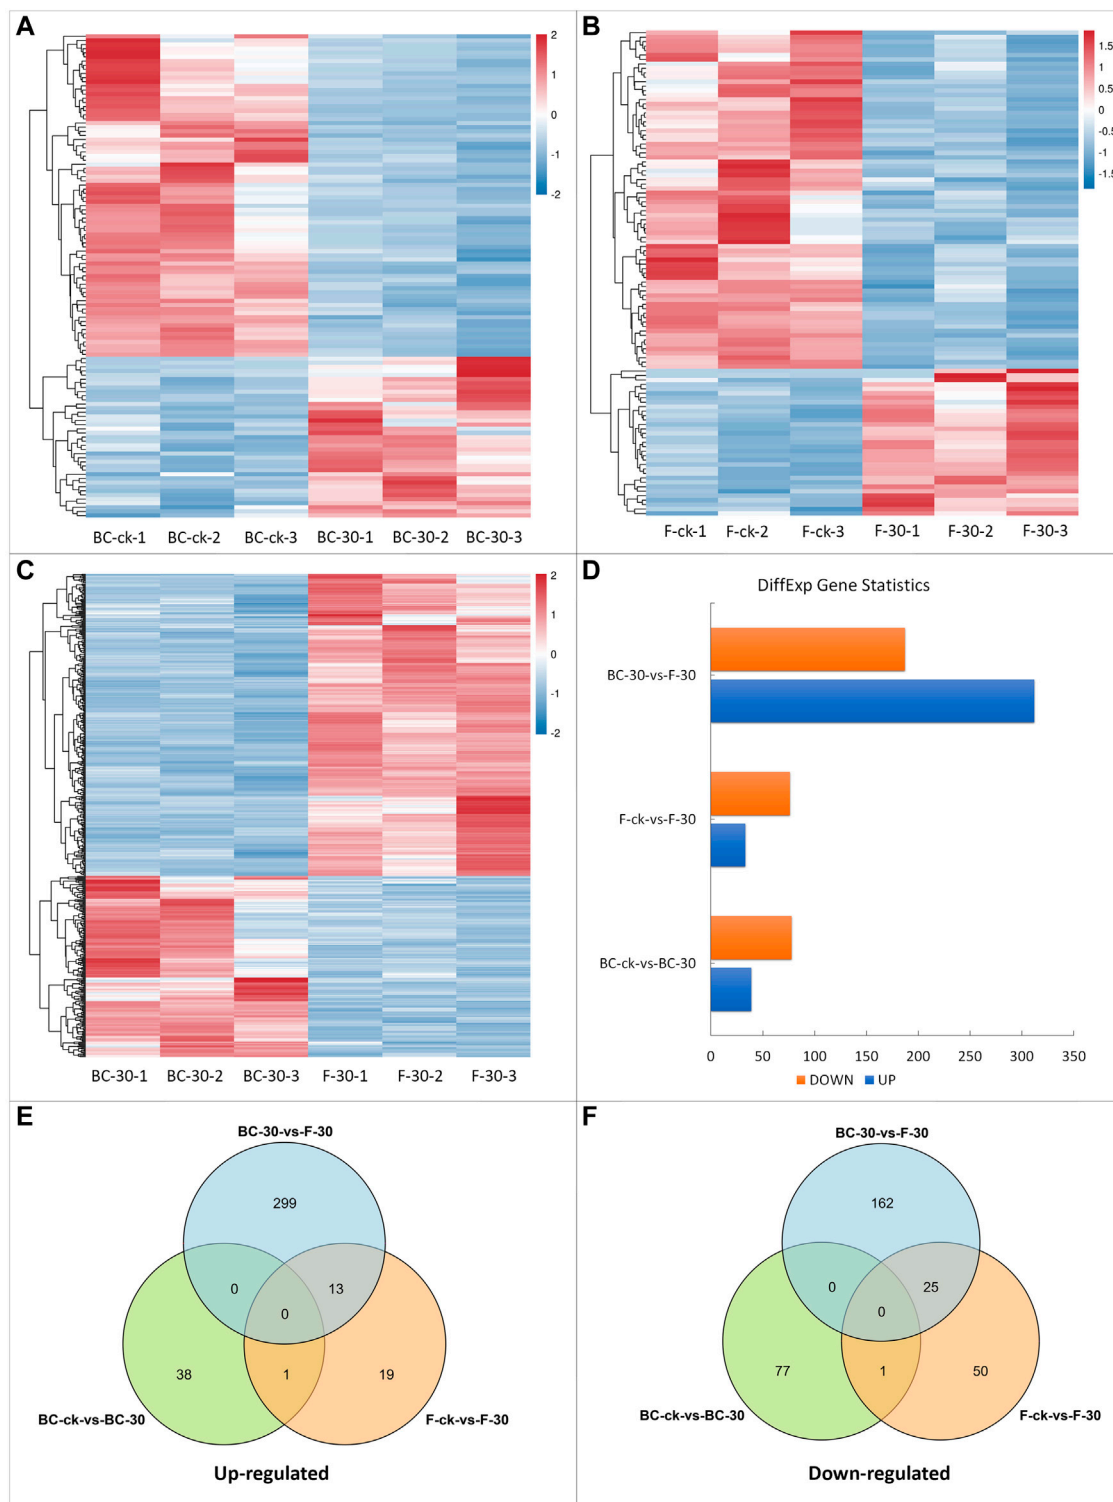 A
2
1
0
-1
-2
BC-ck-1 BC-ck-2 BC-ck-3 BC-30-1 BC-30-2 BC-30-3
B
1.5
1
0.5
0
-0.5
-1
-1.5
F-ck-1 F-ck-2 F-ck-3 F-30-1 F-30-2 F-30-3
C
2
1
0
-1
-2
BC-30-1 BC-30-2 BC-30-3 F-30-1 F-30-2 F-30-3
D
DiffExp Gene Statistics
BC-30-vs-F-30
F-ck-vs-F-30
BC-ck-vs-BC-30
0 50 100 150 200 250 300 350
DOWN UP
E
BC-30-vs-F-30
299
0 13
0
38 1 19
BC-ck-vs-BC-30 F-ck-vs-F-30
Up-regulated
F
BC-30-vs-F-30
162
0 25
0
77 1 50
BC-ck-vs-BC-30 F-ck-vs-F-30
Down-regulated